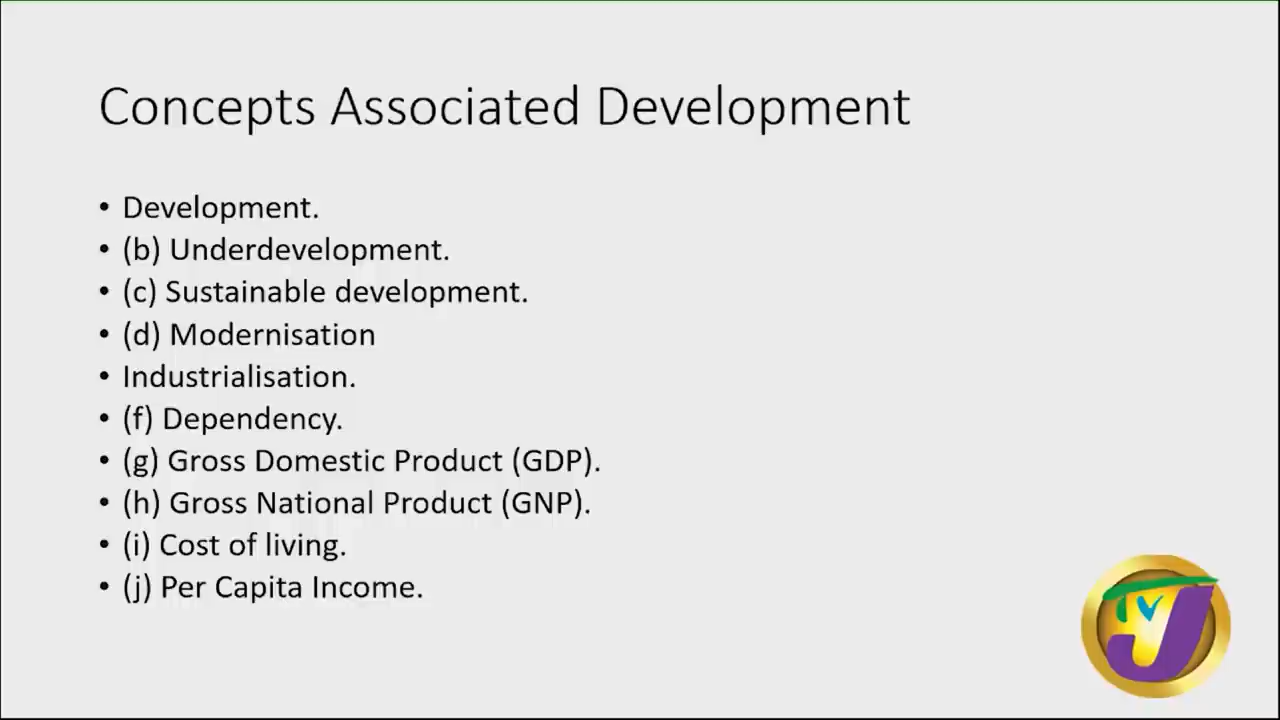 Concepts Associated Development
• Development.
• (b) Underdevelopment.
• (c) Sustainable development.
• (d) Modernisation
• Industrialisation.
• (f) Dependency.
• (g) Gross Domestic Product (GDP).
• (h) Gross National Product (GNP).
• (i) Cost of living.
• (j) Per Capita Income.
TVJ